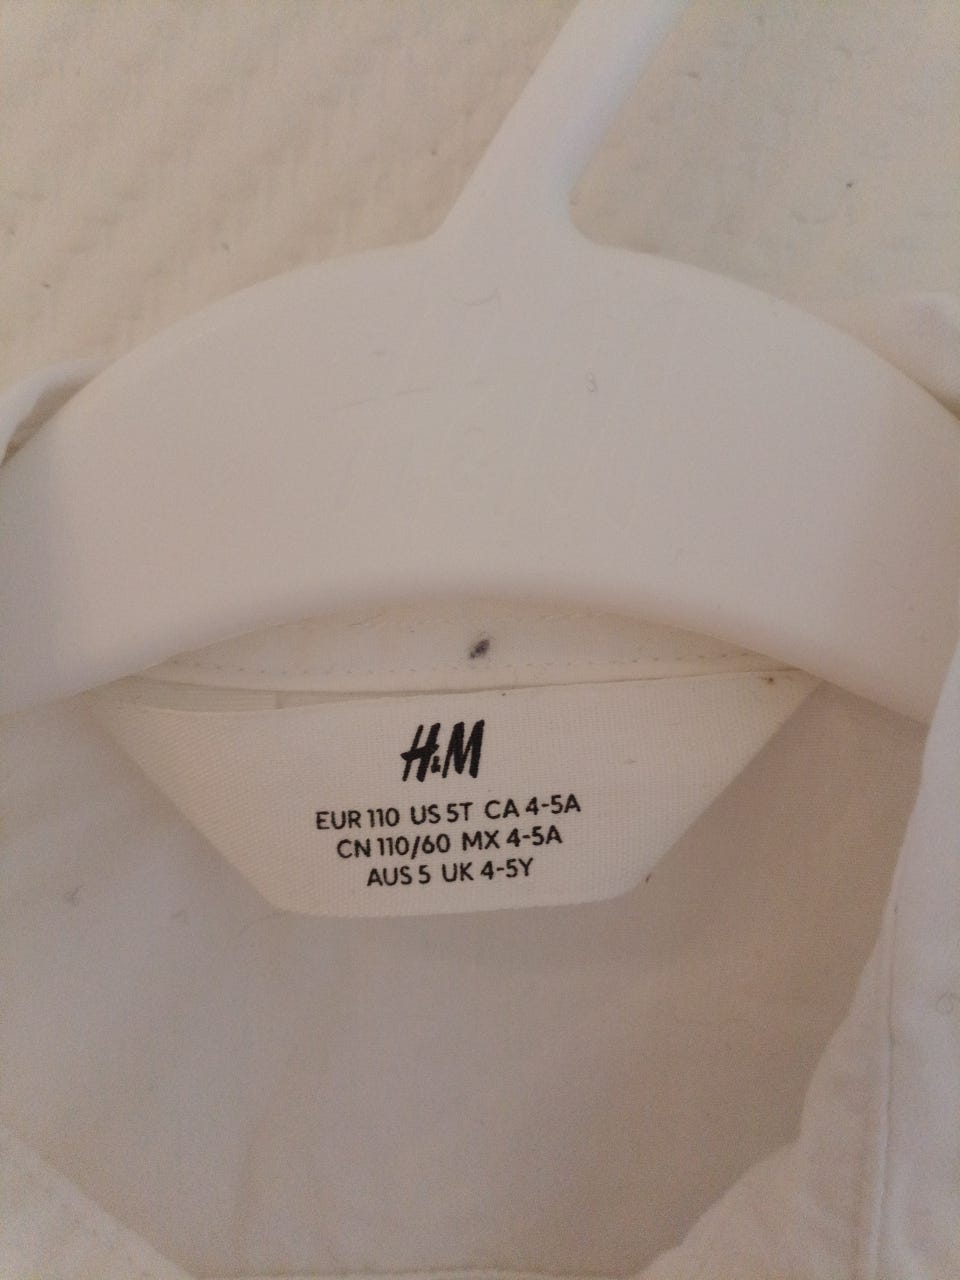 H&M
EUR 110 US 5T CA 4-5A
CN 110/60 MX 4-5A
AUS 5 UK 4-5Y